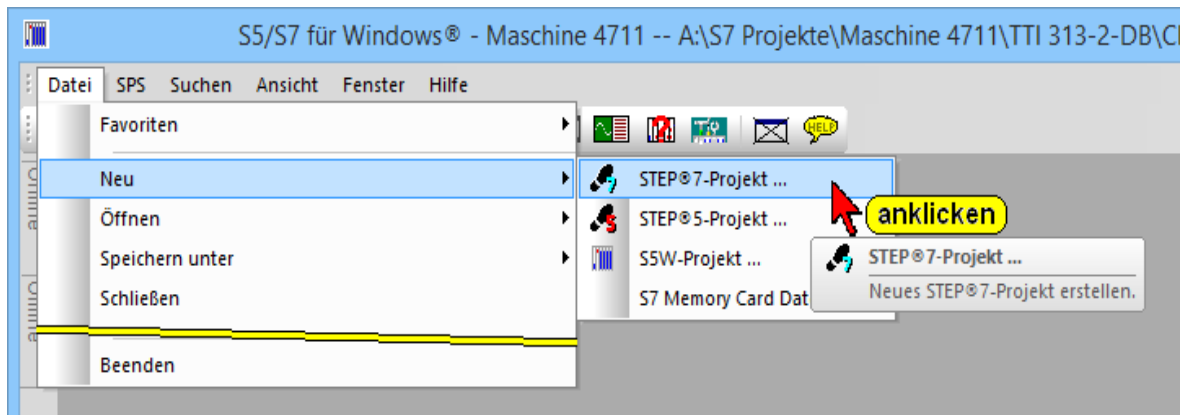 S5/S7 für Windows® - Maschine 4711 -- A:\S7 Projekte\Maschine 4711\TTI 313-2-DB\C
Datei SPS Suchen Ansicht Fenster Hilfe
HELP
Favoriten
Neu
STEP®7-Projekt ...
anklicken
Öffnen
STEP®5-Projekt ...
Speichern unter
S5W-Projekt ...
STEP®7-Projekt ...
Neues STEP®7-Projekt erstellen.
Schließen
S7 Memory Card Dat
Beenden